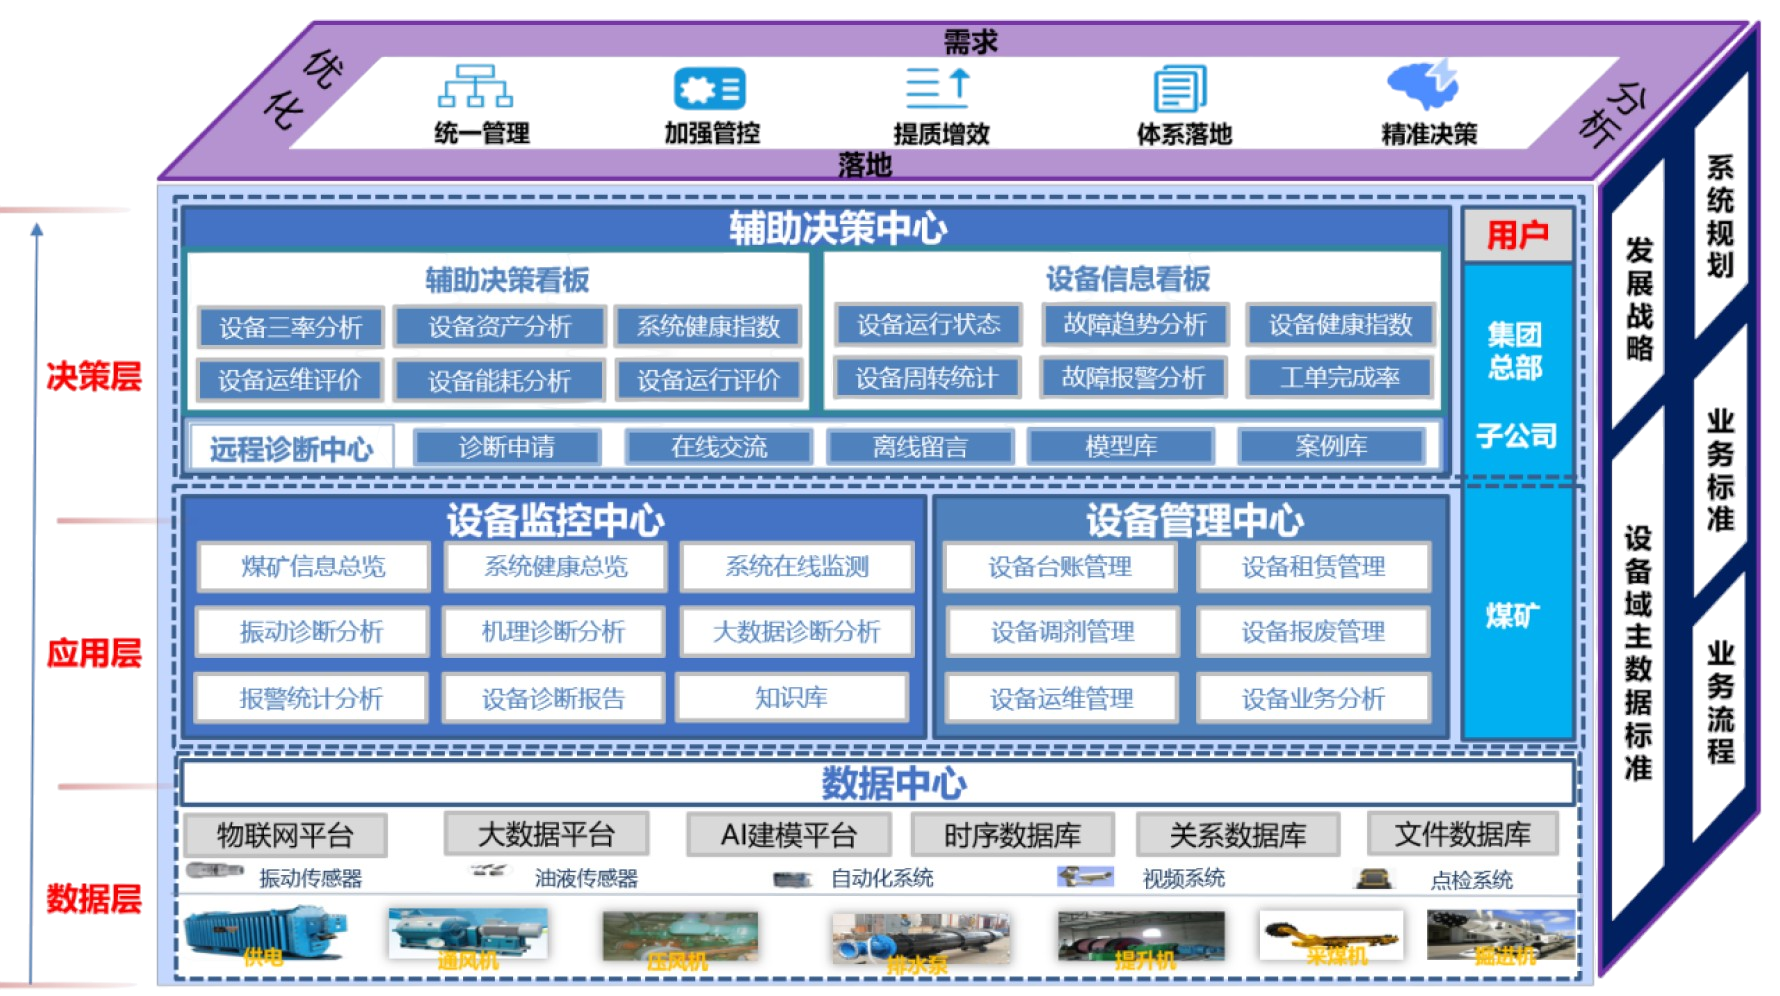 需求
优化
分析
统一管理
加强管控
提质增效
体系落地
精准决策
落地
决策层
应用层
数据层
辅助决策中心
辅助决策看板
设备三率分析
设备资产分析
系统健康指数
设备运维评价
设备能耗分析
设备运行评价
设备信息看板
设备运行状态
故障趋势分析
设备健康指数
设备周转统计
故障报警分析
工单完成率
远程诊断中心
诊断申请
在线交流
离线留言
模型库
案例库
用户
集团
总部
子公司
煤矿
设备监控中心
煤矿信息总览
系统健康总览
系统在线监测
振动诊断分析
机理诊断分析
大数据诊断分析
报警统计分析
设备诊断报告
知识库
设备管理中心
设备台账管理
设备租赁管理
设备调剂管理
设备报废管理
设备运维管理
设备业务分析
数据中心
物联网平台
大数据平台
AI建模平台
时序数据库
关系数据库
文件数据库
振动传感器
油液传感器
自动化系统
视频系统
点检系统
供电
通风机
压风机
排水泵
提升机
采煤机
掘进机
发展战略
设备域主数据标准
系统规划
业务标准
业务流程